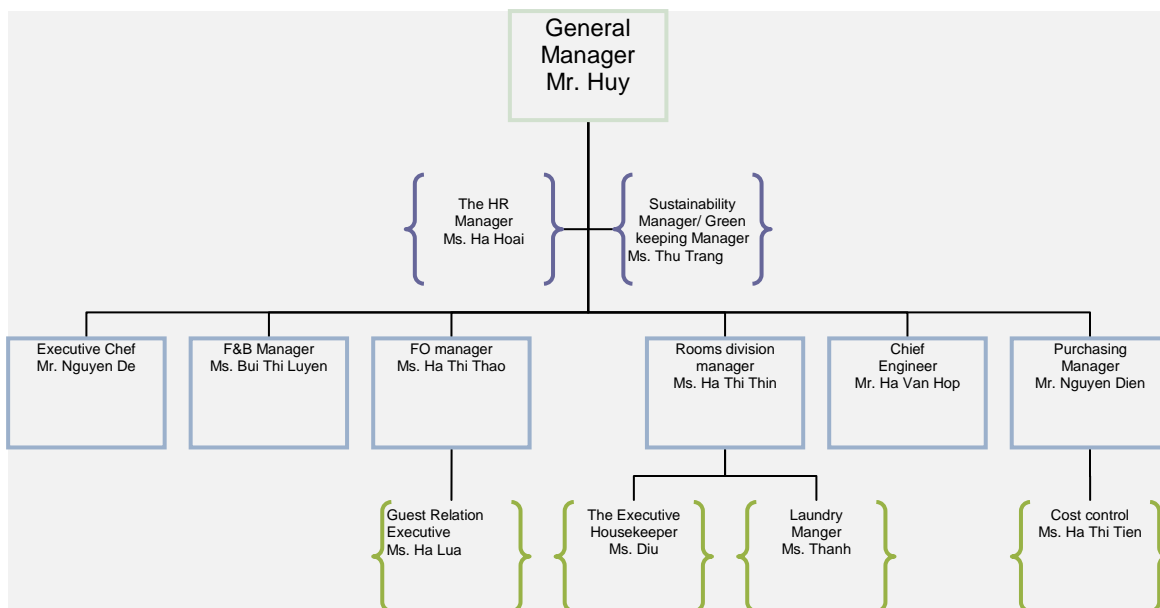 General
Manager
Mr. Huy
The HR
Manager
Ms. Ha Hoai
Sustainability
Manager/ Green
keeping Manager
Ms. Thu Trang
Executive Chef
Mr. Nguyen De
F&B Manager
Ms. Bui Thi Luyen
FO manager
Ms. Ha Thi Thao
Rooms division
manager
Ms. Ha Thi Thin
Chief
Engineer
Mr. Ha Van Hop
Purchasing
Manager
Mr. Nguyen Dien
Guest Relation
Executive
Ms. Ha Lua
The Executive
Housekeeper
Ms. Diu
Laundry
Manger
Ms. Thanh
Cost control
Ms. Ha Thi Tien